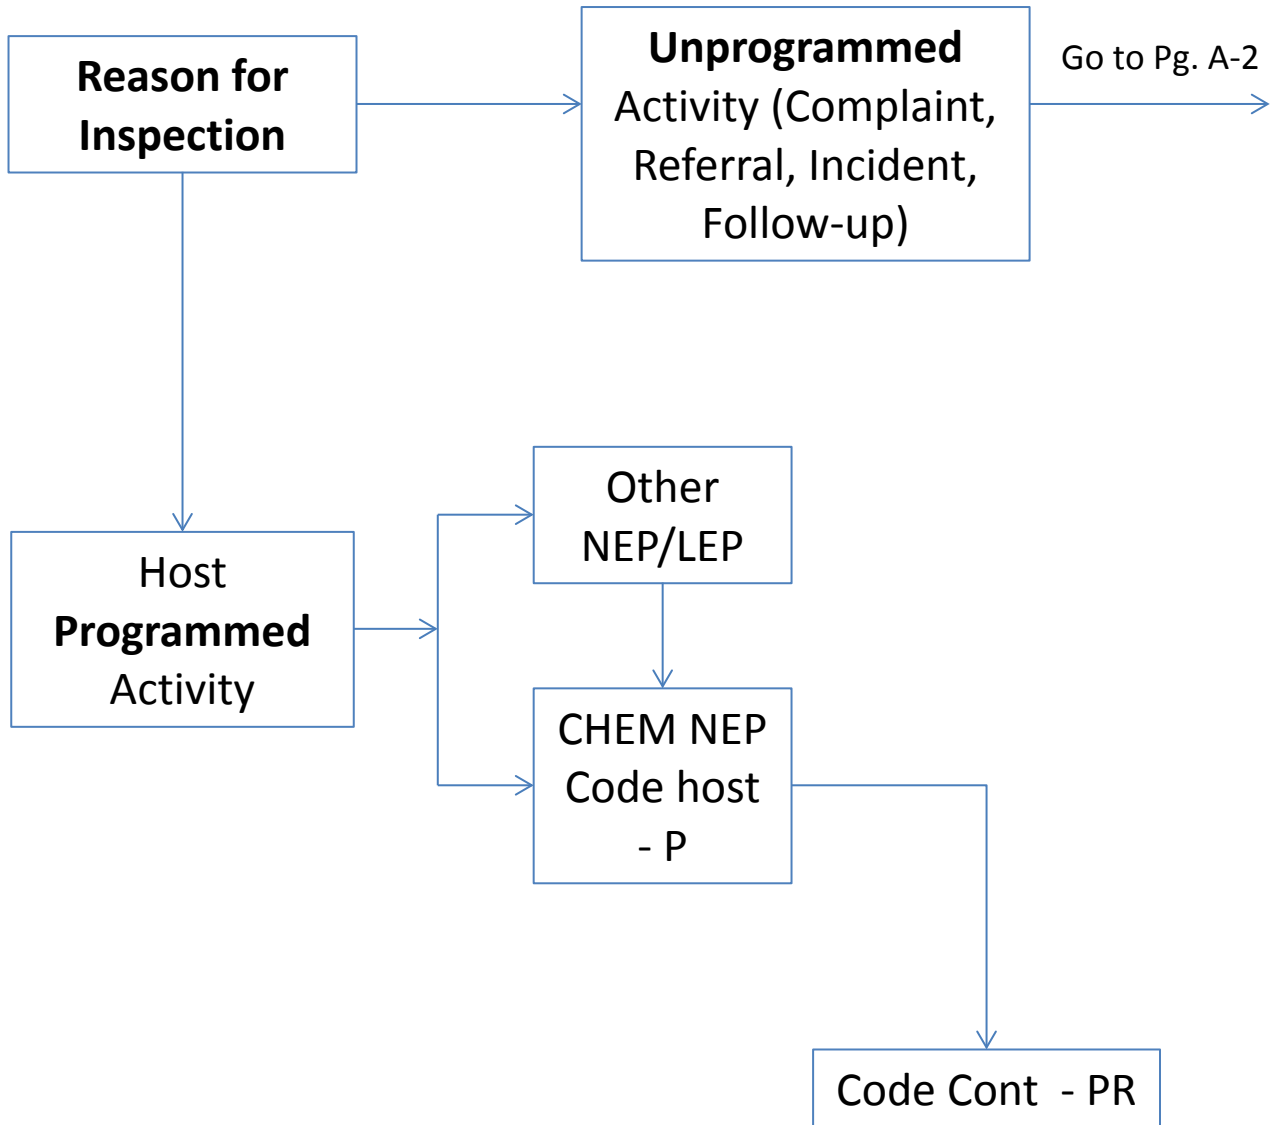 Reason for
Inspection
Unprogrammed
Activity (Complaint,
Referral, Incident,
Follow-up)
Go to Pg. A-2
Host
Programmed
Activity
Other
NEP/LEP
CHEM NEP
Code host
- P
Code Cont  - PR